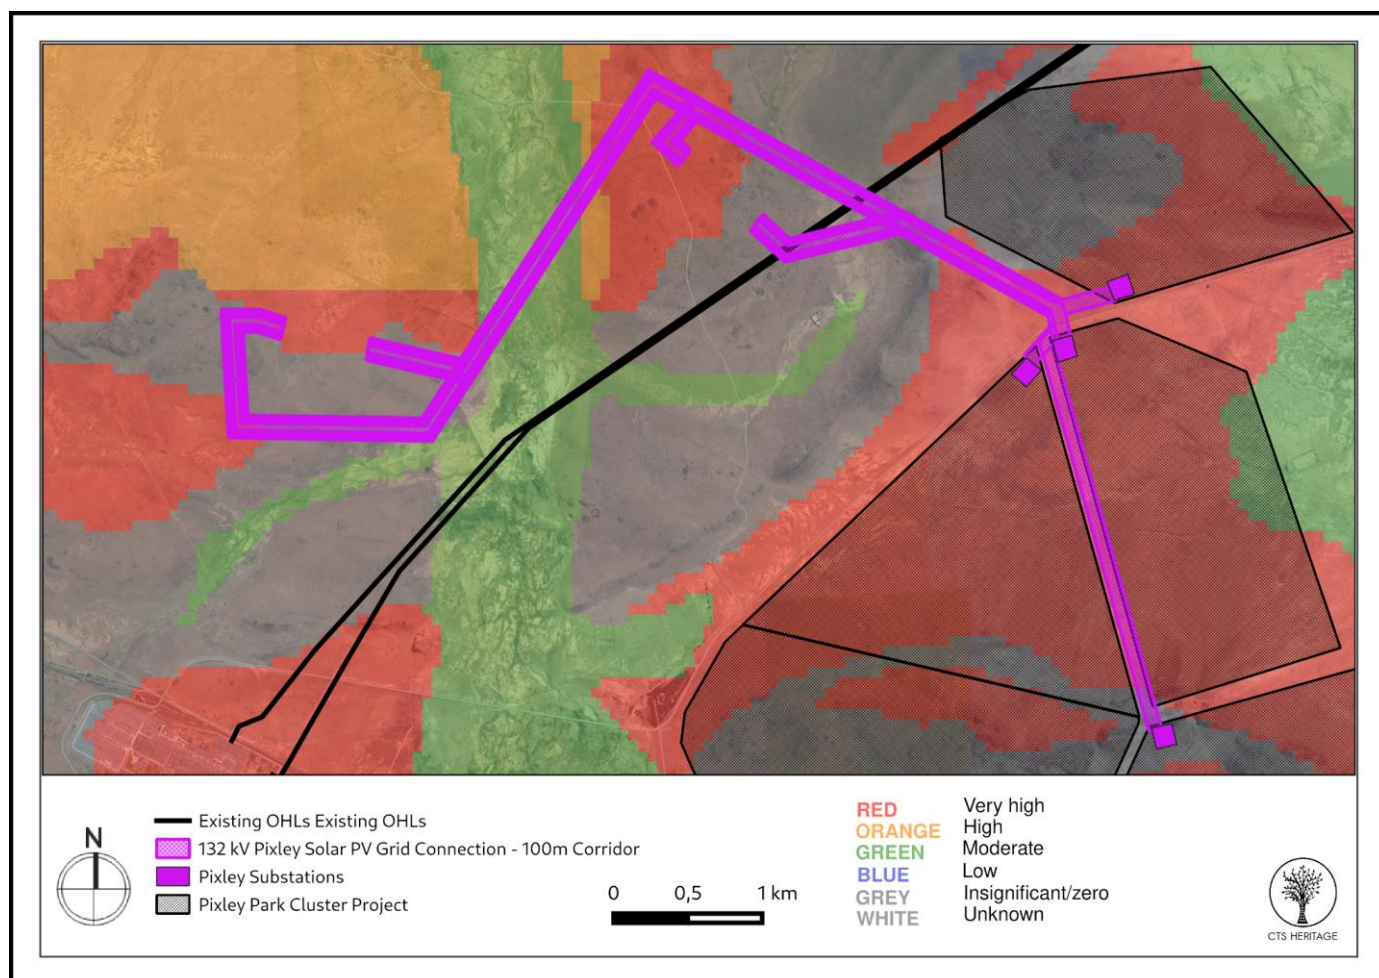 Existing OHLs Existing OHLs
132 kV Pixley Solar PV Grid Connection - 100m Corridor
Pixley Substations
Pixley Park Cluster Project
N
0 0,5 1 km
RED Very high
ORANGE High
GREEN Moderate
BLUE Low
GREY Insignificant/zero
WHITE Unknown
CTS HERITAGE